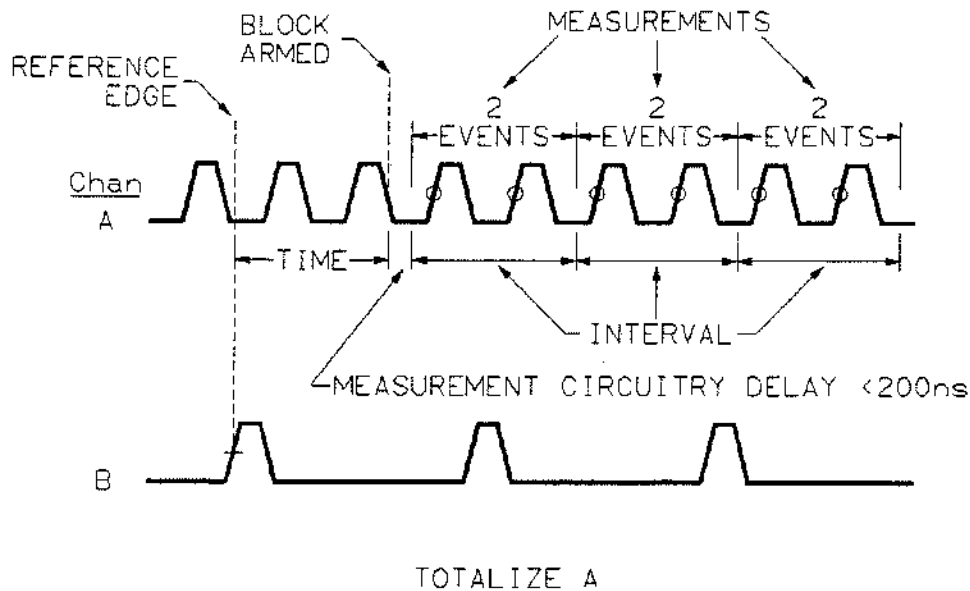 BLOCK
ARMED
MEASUREMENTS
REFERENCE
EDGE
2 2 2
EVENTS EVENTS EVENTS
Chan
A
TIME
INTERVAL
MEASUREMENT CIRCUITRY DELAY <200ns
B
TOTALIZE A